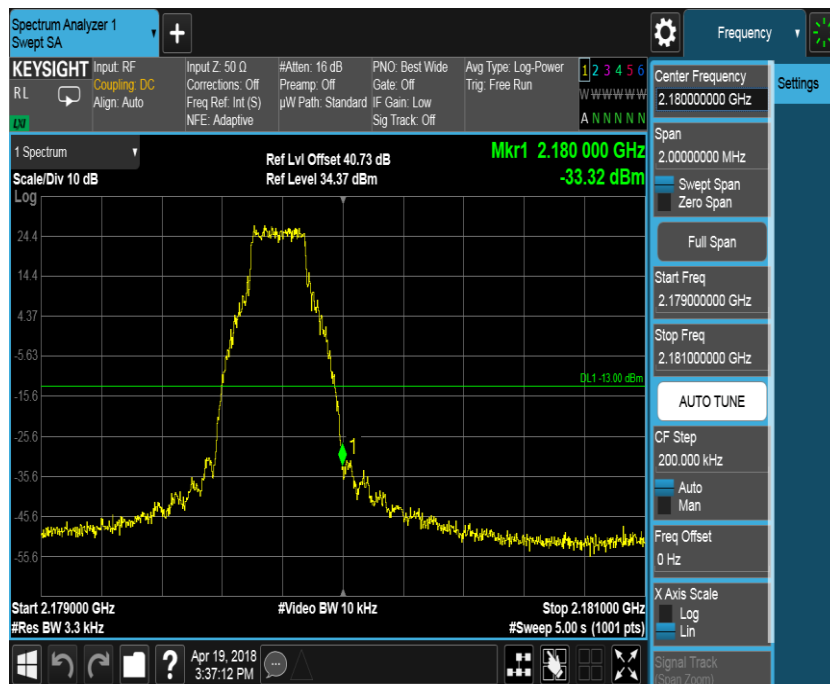 Spectrum Analyzer 1
Swept SA
Frequency
KEYSIGHT
RL
LXI
Input: RF
Coupling: DC
Align: Auto
Input Z: 50 Ω
Corrections: Off
Freq Ref: Int (S)
NFE: Adaptive
#Atten: 16 dB
Preamp: Off
µW Path: Standard
PNO: Best Wide
Gate: Off
IF Gain: Low
Sig Track: Off
Avg Type: Log-Power
Trig: Free Run
1 2 3 4 5 6
W W W W W W
A N N N N N
1 Spectrum
Scale/Div 10 dB
Ref Lvl Offset 40.73 dB
Ref Level 34.37 dBm
Mkr1 2.180 000 GHz
-33.32 dBm
Log
24.4
14.4
4.37
-5.63
-15.6
-25.6
-35.6
-45.6
-55.6
DL1 -13.00 dBm
1
Start 2.179000 GHz
#Res BW 3.3 kHz
#Video BW 10 kHz
Stop 2.181000 GHz
#Sweep 5.00 s (1001 pts)
Center Frequency
2.180000000 GHz
Span
2.00000000 MHz
Swept Span
Zero Span
Full Span
Start Freq
2.179000000 GHz
Stop Freq
2.181000000 GHz
AUTO TUNE
CF Step
200.000 kHz
Auto
Man
Freq Offset
0 Hz
X Axis Scale
Log
Lin
Signal Track
(Span Zoom)
Settings
?
Apr 19, 2018
3:37:12 PM